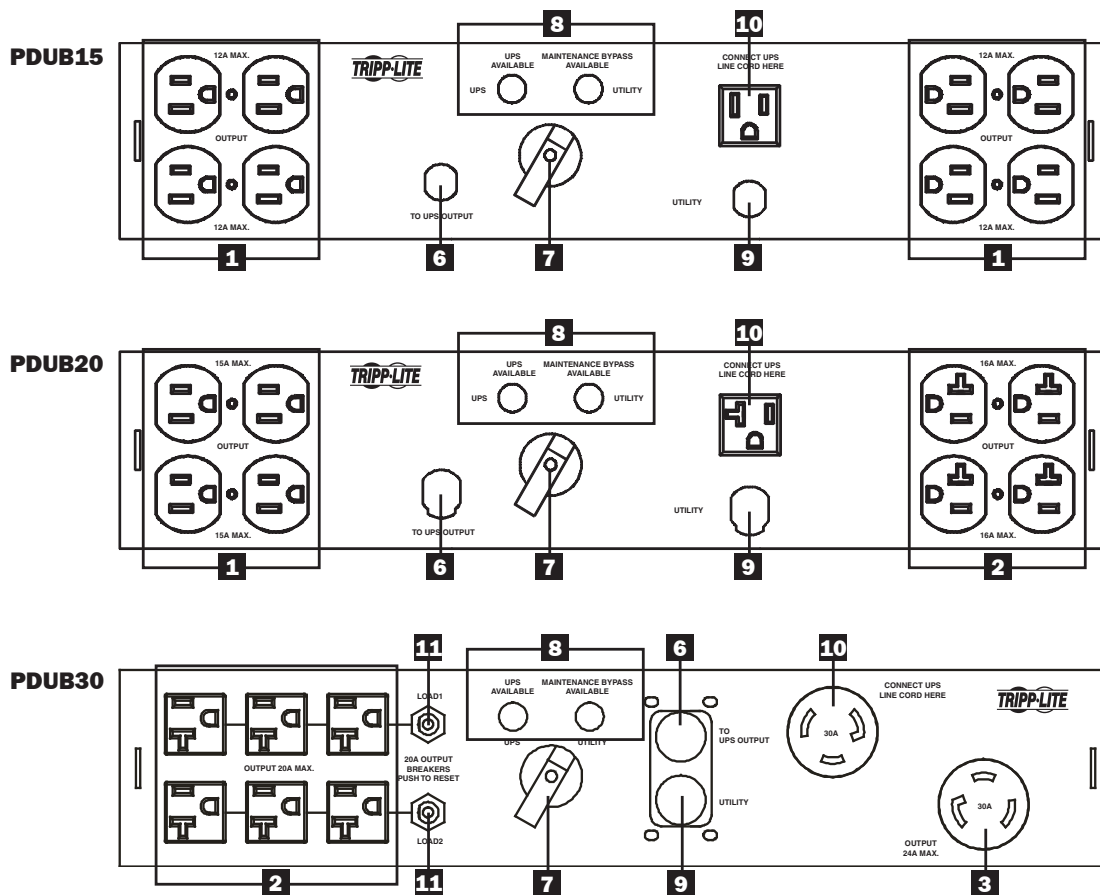 8
10
PDUB15
12A MAX.
TRIPP·LITE
UPS
AVAILABLE
MAINTENANCE BYPASS
AVAILABLE
UPS
UTILITY
CONNECT UPS
LINE CORD HERE
12A MAX.
OUTPUT
OUTPUT
TO UPS OUTPUT
UTILITY
12A MAX.
12A MAX.
1
6
7
9
1
8
10
PDUB20
15A MAX.
TRIPP·LITE
UPS
AVAILABLE
MAINTENANCE BYPASS
AVAILABLE
UPS
UTILITY
CONNECT UPS
LINE CORD HERE
16A MAX.
OUTPUT
OUTPUT
TO UPS OUTPUT
UTILITY
15A MAX.
16A MAX.
1
6
7
9
2
11
8
6
10
PDUB30
LOAD1
UPS
AVAILABLE
MAINTENANCE BYPASS
AVAILABLE
UPS
UTILITY
TO
UPS OUTPUT
CONNECT UPS
LINE CORD HERE
TRIPP·LITE
30A
OUTPUT 20A MAX.
20A OUTPUT
BREAKERS
PUSH TO RESET
UTILITY
30A
LOAD2
OUTPUT
24A MAX.
2
11
7
9
3